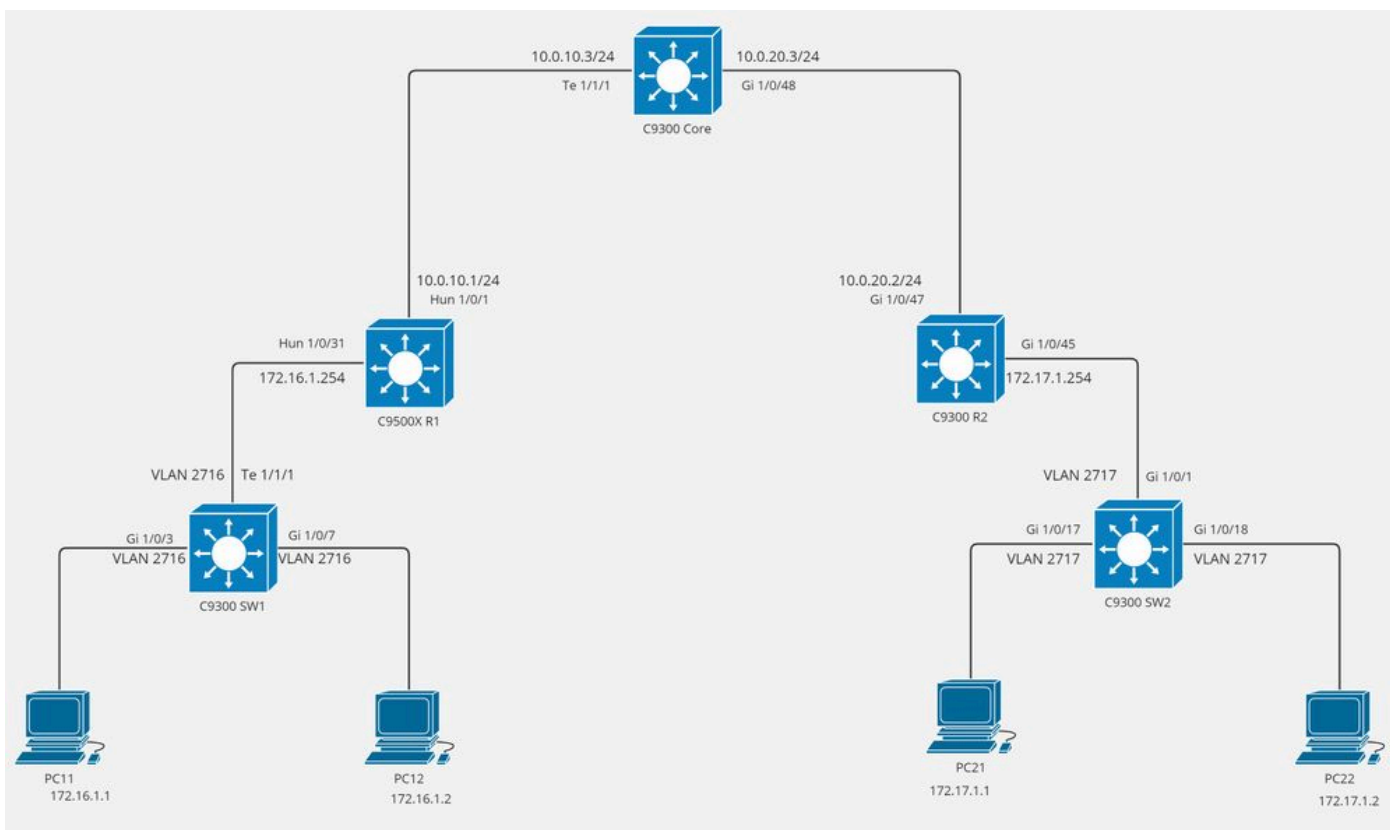 10.0.10.3/24
10.0.20.3/24
Te 1/1/1
Gi 1/0/48
C9300 Core
10.0.10.1/24
Hun 1/0/1
10.0.20.2/24
Gi 1/0/47
Hun 1/0/31
172.16.1.254
C9500X R1
Gi 1/0/45
172.17.1.254
C9300 R2
VLAN 2716
Te 1/1/1
VLAN 2717
Gi 1/0/1
Gi 1/0/3
VLAN 2716
Gi 1/0/7
VLAN 2716
C9300 SW1
Gi 1/0/17
VLAN 2717
Gi 1/0/18
VLAN 2717
C9300 SW2
PC11
172.16.1.1
PC12
172.16.1.2
PC21
172.17.1.1
PC22
172.17.1.2